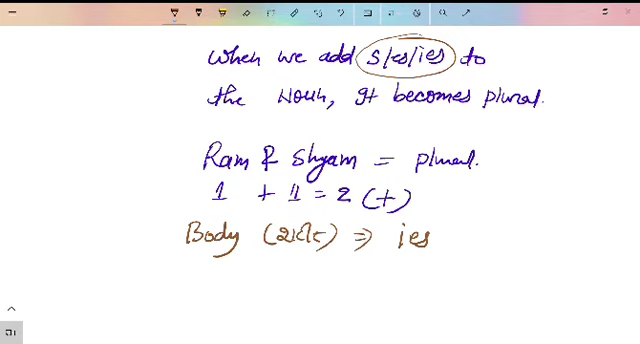 When we add s/es/ies to
the Noun, It becomes plural.
Ram & Shyam = plural.
1 + 1 = 2 (+)
Body (शरीर) => ies